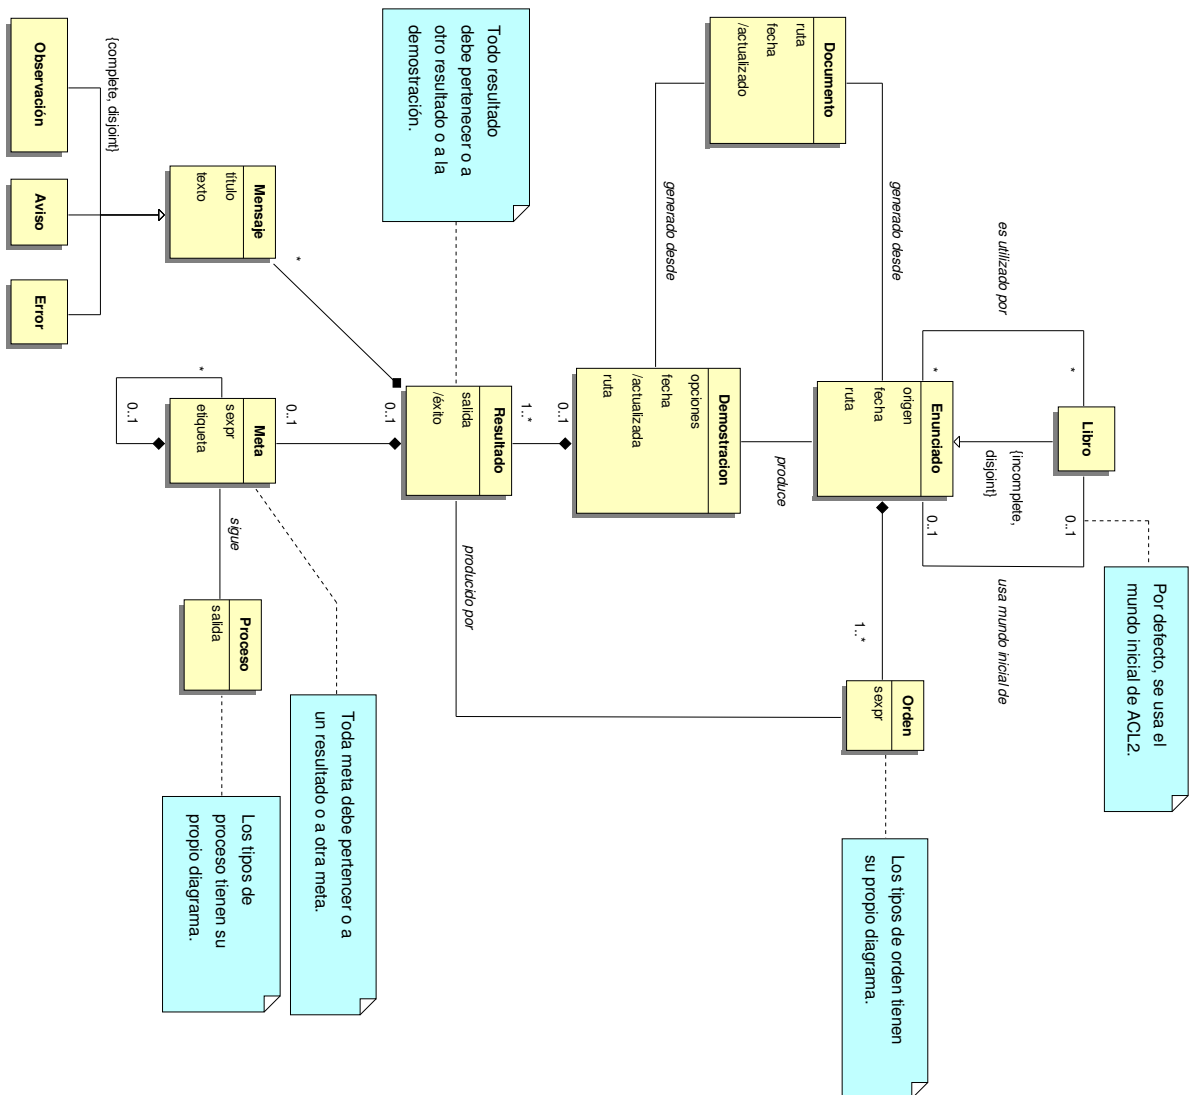 Por defecto, se usa el
mundo inicial de ACL2.
Libro
*
0..1
{incomplete,
disjoint}
es utilizado por
usa mundo inicial de
*
0..1
Enunciado
origen
fecha
ruta
Orden
sexpr
1..*
Los tipos de orden tienen
su propio diagrama.
Documento
ruta
fecha
/actualizado
generado desde
generado desde
produce
Demostracion
opciones
fecha
/actualizada
ruta
0..1
1..*
Todo resultado
debe pertenecer o a
otro resultado o a la
demostración.
Resultado
salida
/éxito
producido por
0..1
0..1
*
Mensaje
título
texto
{complete, disjoint}
Observación
Aviso
Error
Meta
sexpr
etiqueta
*
0..1
sigue
Proceso
salida
Toda meta debe pertencer o a
un resultado o a otra meta.
Los tipos de
proceso tienen su
propio diagrama.